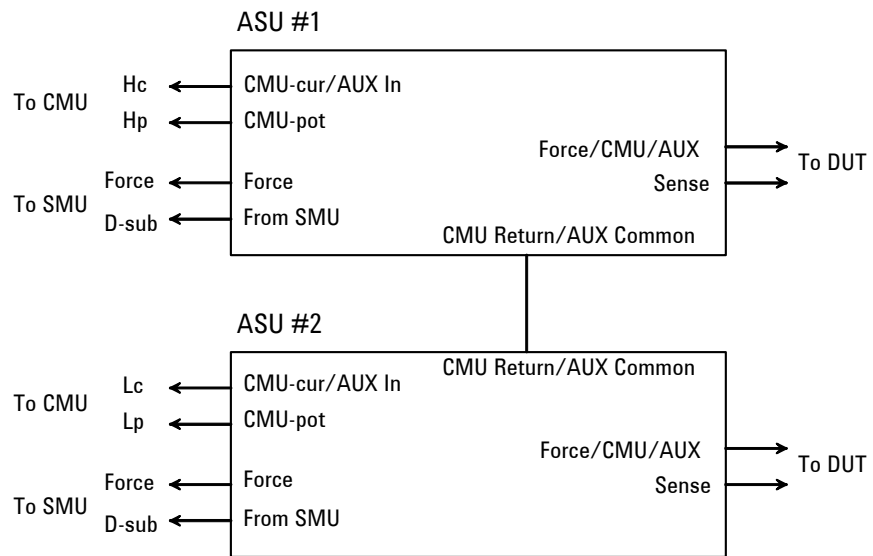 ASU #1
To CMU
Hc
CMU-cur/AUX In
Hp
CMU-pot
To SMU
Force
Force
D-sub
From SMU
Force/CMU/AUX
Sense
To DUT
CMU Return/AUX Common
ASU #2
CMU Return/AUX Common
To CMU
Lc
CMU-cur/AUX In
Lp
CMU-pot
To SMU
Force
Force
D-sub
From SMU
Force/CMU/AUX
Sense
To DUT